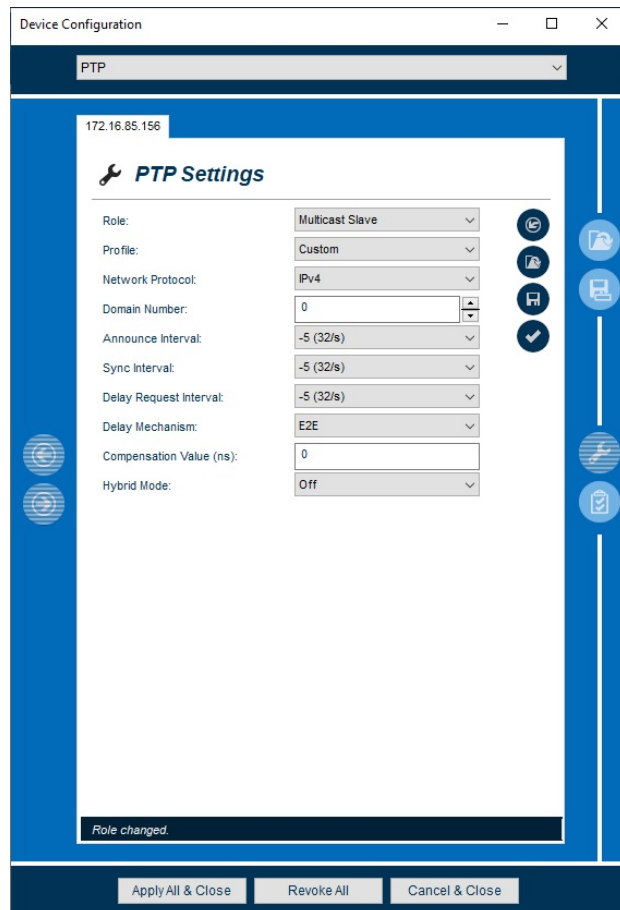 Device Configuration
PTP
172.16.85.156
PTP Settings
Role: Multicast Slave
Profile: Custom
Network Protocol: IPv4
Domain Number: 0
Announce Interval: -5 (32/s)
Sync Interval: -5 (32/s)
Delay Request Interval: -5 (32/s)
Delay Mechanism: E2E
Compensation Value (ns): 0
Hybrid Mode: Off
Role changed.
Apply All & Close Revoke All Cancel & Close